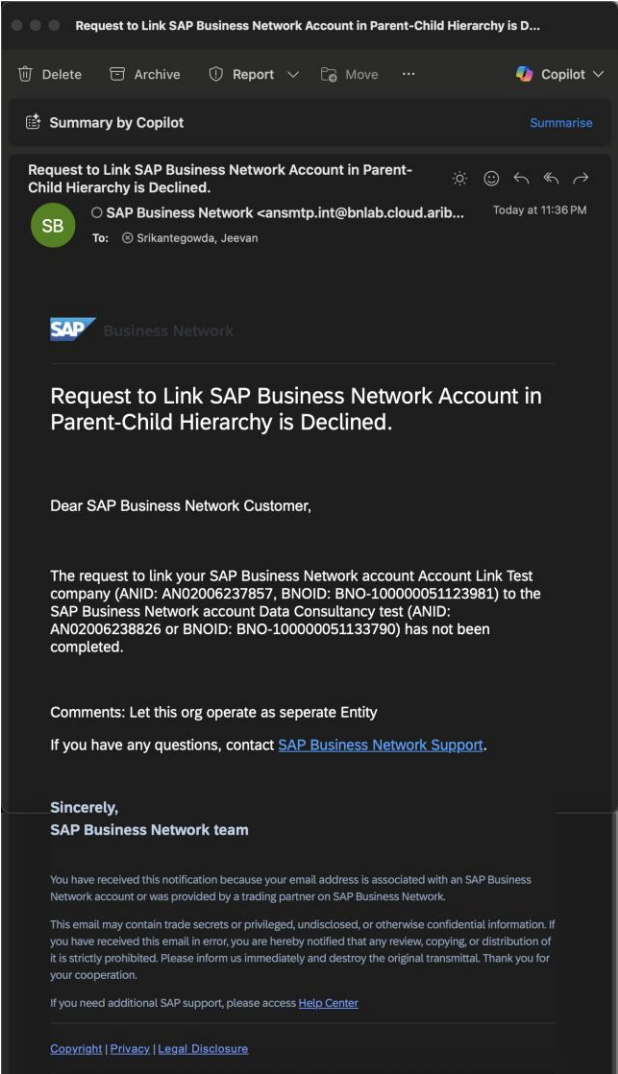 Request to Link SAP Business Network Account in Parent-Child Hierarchy is D...
Delete Archive Report Move ... Copilot
Summary by Copilot Summarise
Request to Link SAP Business Network Account in Parent-
Child Hierarchy is Declined.
SB
SAP Business Network <ansmtp.int@bnlab.cloud.arib... Today at 11:36 PM
To: Srikantegowda, Jeevan
SAP Business Network
Request to Link SAP Business Network Account in
Parent-Child Hierarchy is Declined.
Dear SAP Business Network Customer,
The request to link your SAP Business Network account Account Link Test
company (ANID: AN02006237857, BNOID: BNO-100000051123981) to the
SAP Business Network account Data Consultancy test (ANID:
AN02006238826 or BNOID: BNO-100000051133790) has not been
completed.
Comments: Let this org operate as seperate Entity
If you have any questions, contact SAP Business Network Support.
Sincerely,
SAP Business Network team
You have received this notification because your email address is associated with an SAP Business
Network account or was provided by a trading partner on SAP Business Network.
This email may contain trade secrets or privileged, undisclosed, or otherwise confidential information. If
you have received this email in error, you are hereby notified that any review, copying, or distribution of
it is strictly prohibited. Please inform us immediately and destroy the original transmittal. Thank you for
your cooperation.
If you need additional SAP support, please access Help Center
Copyright | Privacy | Legal Disclosure